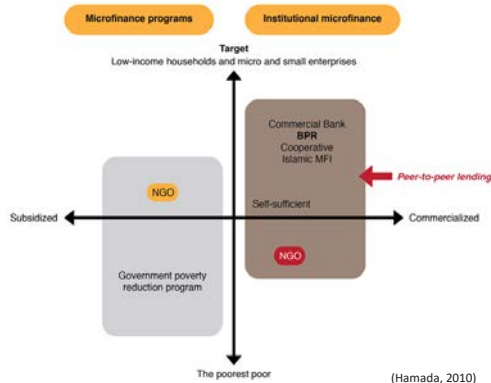 Microfinance programs
Institutional microfinance
Target
Low-income households and micro and small enterprises
Commercial Bank
BPR
Cooperative
Islamic MFI
Peer-to-peer lending
NGO
Self-sufficient
Subsidized
Commercialized
NGO
Government poverty
reduction program
The poorest poor
(Hamada, 2010)